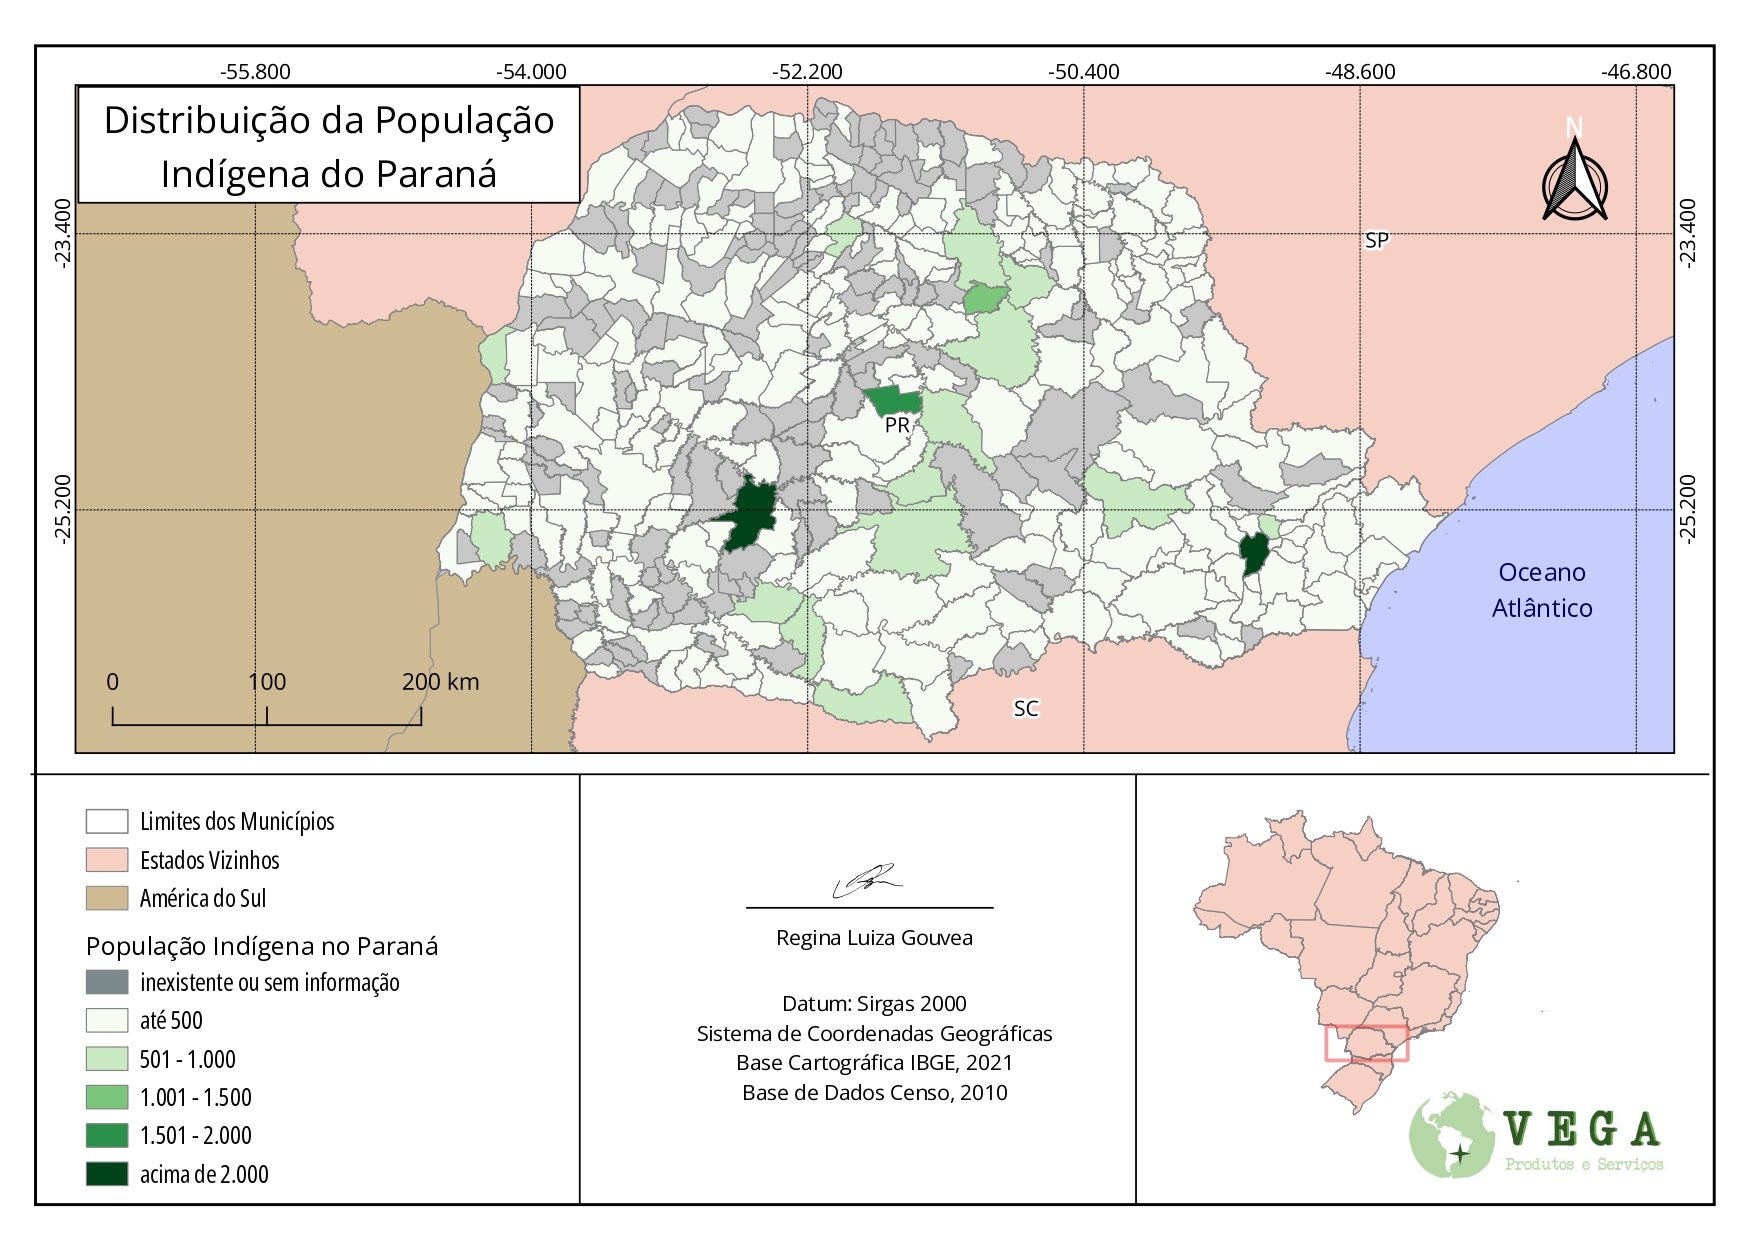 -55.800
-54.000
-52.200
-50.400
-48.600
-46.800
Distribuição da População
Indígena do Paraná
N
-23.400
-23.400
SP
PR
-25.200
-25.200
Oceano
Atlântico
0
100
200 km
SC
Limites dos Municípios
Estados Vizinhos
América do Sul
População Indígena no Paraná
inexistente ou sem informação
até 500
501 - 1.000
1.001 - 1.500
1.501 - 2.000
acima de 2.000
Regina Luiza Gouvea
Datum: Sirgas 2000
Sistema de Coordenadas Geográficas
Base Cartográfica IBGE, 2021
Base de Dados Censo, 2010
VEGA
Produtos e Serviços